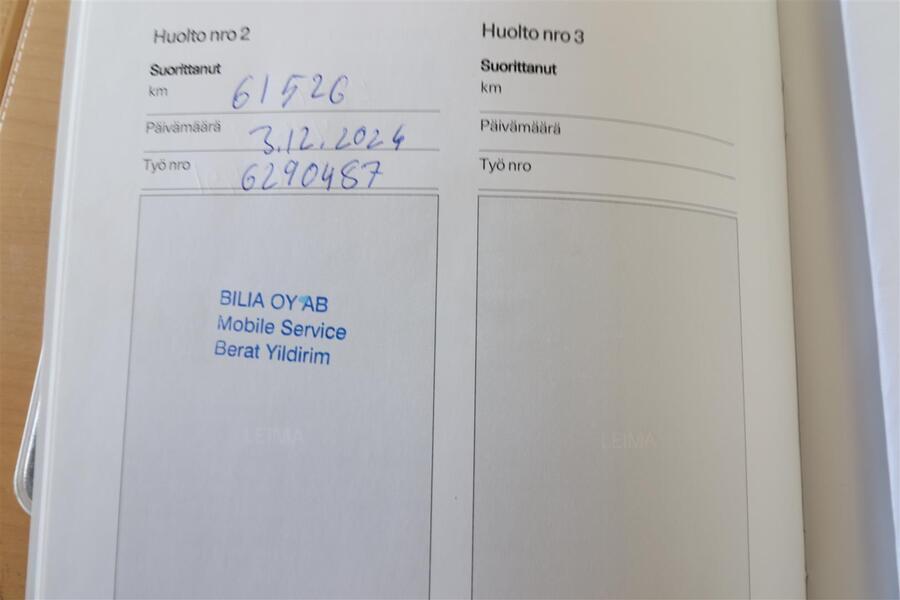 Huolto nro 2
Suorittanut
km 61526
Päivämäärä 3.12.2024
Työ nro 6290487
BILIA OY AB
Mobile Service
Berat Yildirim
LEIMA
Huolto nro 3
Suorittanut
km
Päivämäärä
Työ nro
LEIMA